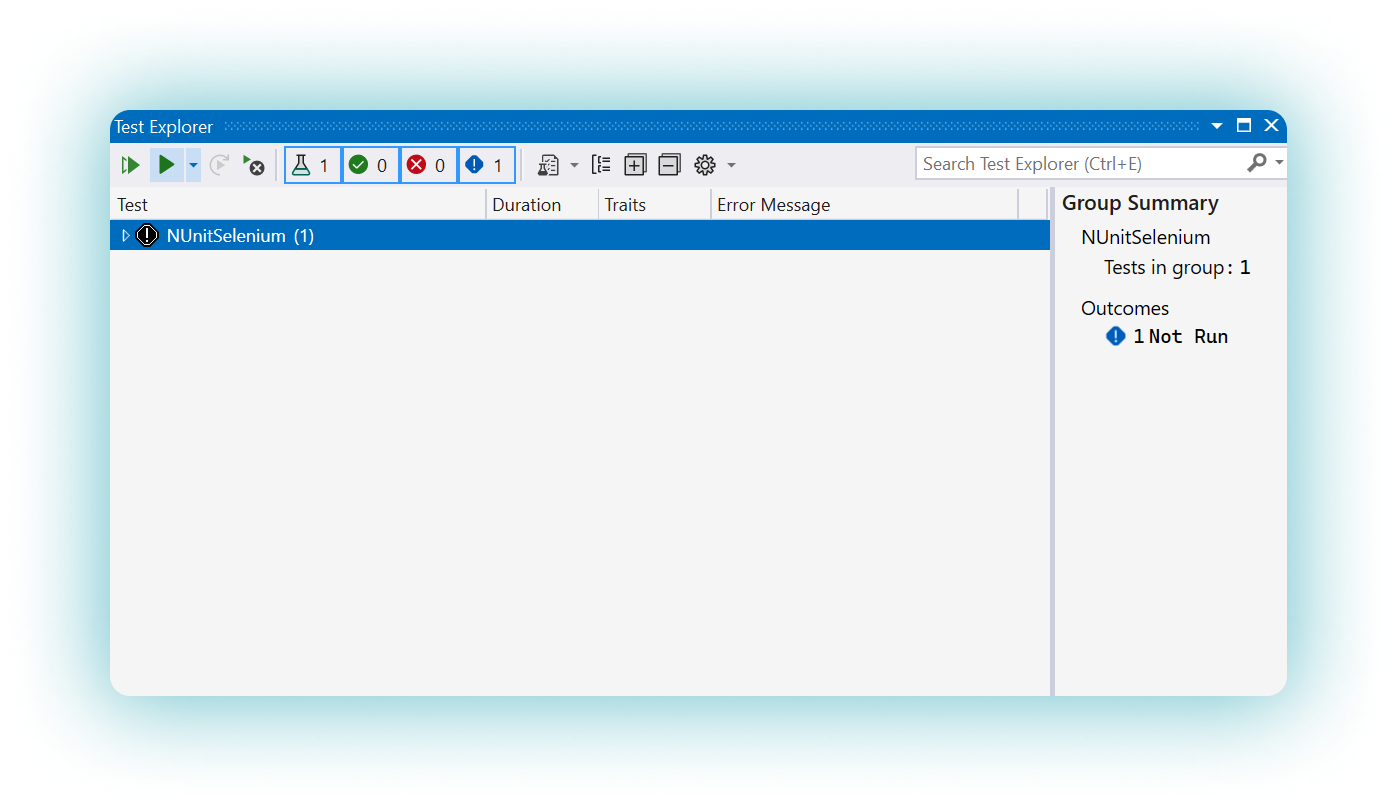 Test Explorer
1 0 0 1
Search Test Explorer (Ctrl+E)
Test Duration Traits Error Message
NUnitSelenium (1)
Group Summary
NUnitSelenium
Tests in group: 1
Outcomes
1 Not Run